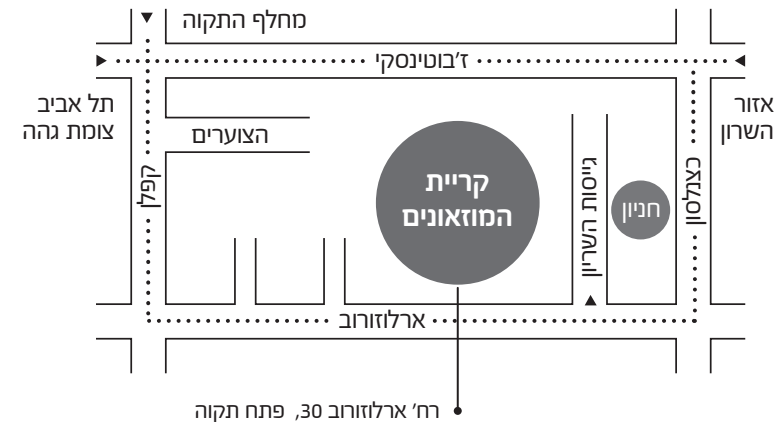 מחלף התקוה
ז'בוטינסקי
תל אביב
צומת גהה
אזור
השרון
הצוערים
קפלן
קריית
המוזאונים
גייסות השריון
חניון
כצנלסון
ארלוזורוב
רח' ארלוזורוב 30, פתח תקוה